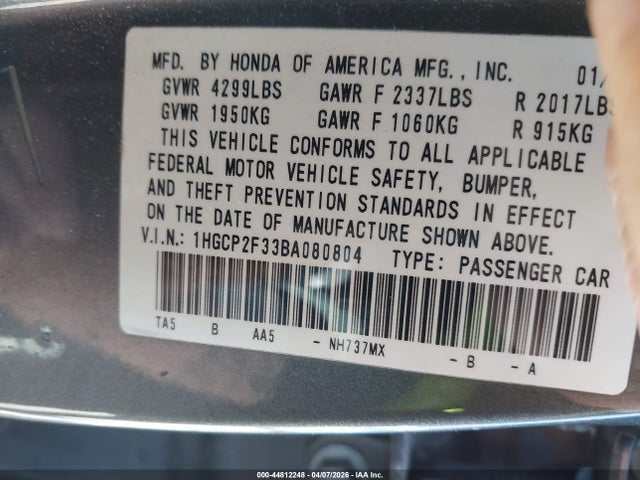 MFD. BY HONDA OF AMERICA MFG., INC. 01/
GVWR 4299LBS GAWR F 2337LBS R 2017LBS
GVWR 1950KG GAWR F 1060KG R 915KG
THIS VEHICLE CONFORMS TO ALL APPLICABLE
FEDERAL MOTOR VEHICLE SAFETY, BUMPER,
AND THEFT PREVENTION STANDARDS IN EFFECT
ON THE DATE OF MANUFACTURE SHOWN ABOVE.
V.I.N.: 1HGCP2F33BA080804 TYPE: PASSENGER CAR
TA5 B AA5 - NH737MX - B - A
000-44812248 - 04/07/2026 - IAA Inc.